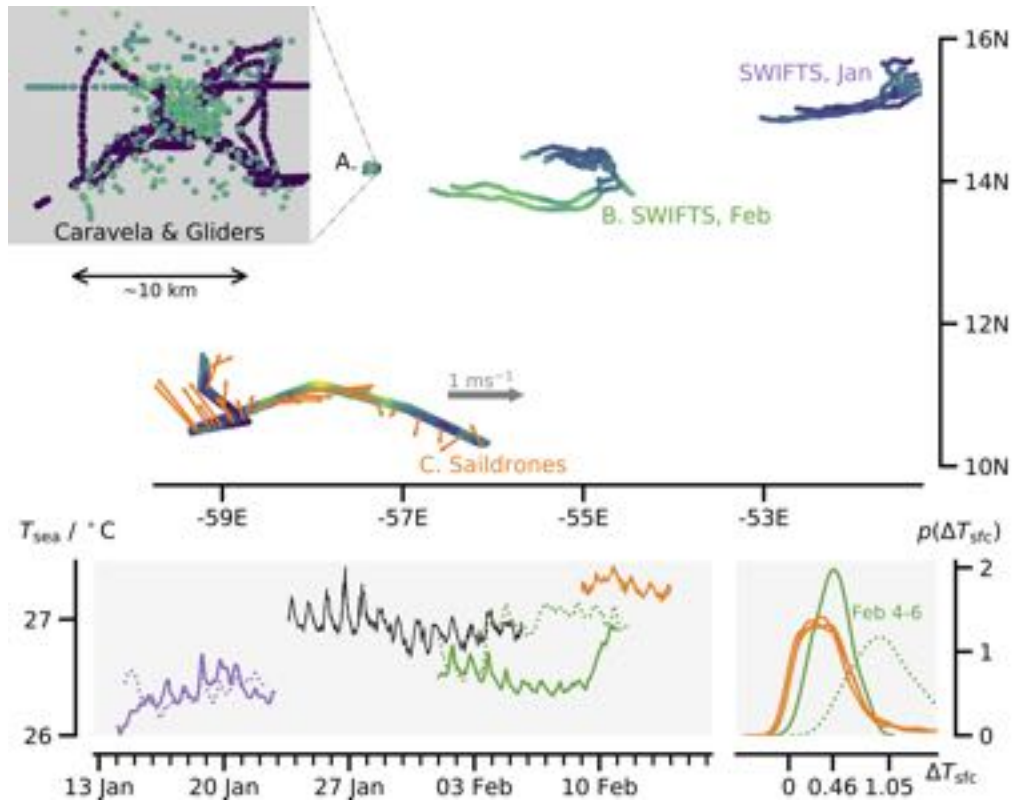 16N
SWIFTS, Jan
A.
14N
B. SWIFTS, Feb
Caravela & Gliders
~10 km
12N
1 ms⁻¹
C. Saildrones
10N
-59E -57E -55E -53E
T_sea / °C
p(ΔT_sfc)
2
27
Feb 4-6
1
26
0
13 Jan 20 Jan 27 Jan 03 Feb 10 Feb
0 0.46 1.05 ΔT_sfc